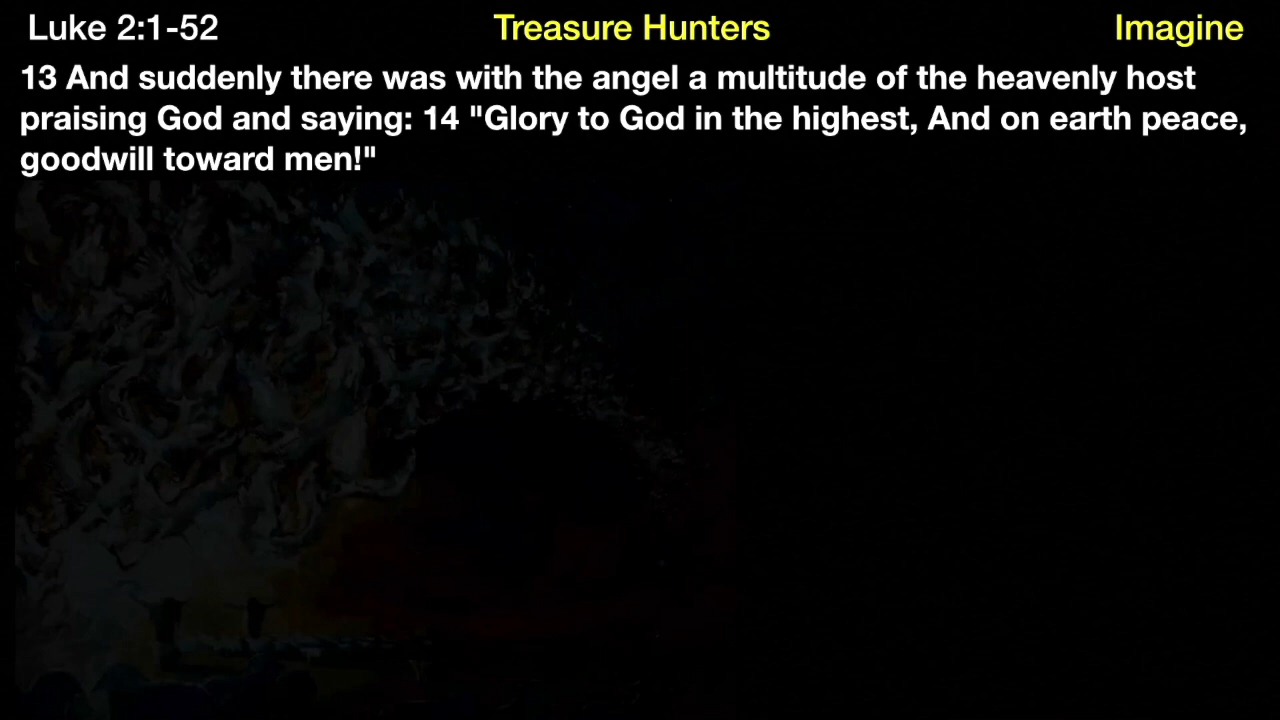 Luke 2:1-52 Treasure Hunters Imagine
13 And suddenly there was with the angel a multitude of the heavenly host
praising God and saying: 14 "Glory to God in the highest, And on earth peace,
goodwill toward men!"